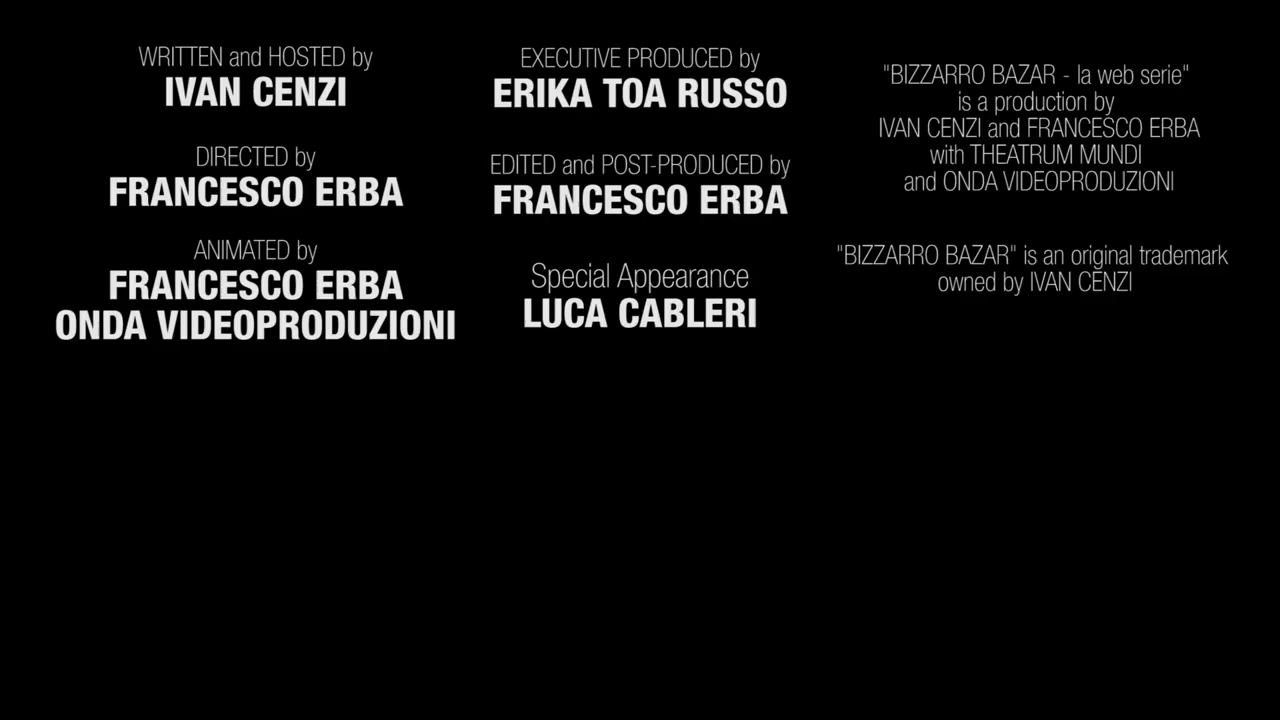 WRITTEN and HOSTED by
IVAN CENZI
DIRECTED by
FRANCESCO ERBA
ANIMATED by
FRANCESCO ERBA
ONDA VIDEOPRODUZIONI
EXECUTIVE PRODUCED by
ERIKA TOA RUSSO
EDITED and POST-PRODUCED by
FRANCESCO ERBA
Special Appearance
LUCA CABLERI
"BIZZARRO BAZAR - la web serie"
is a production by
IVAN CENZI and FRANCESCO ERBA
with THEATRUM MUNDI
and ONDA VIDEOPRODUZIONI
"BIZZARRO BAZAR" is an original trademark
owned by IVAN CENZI